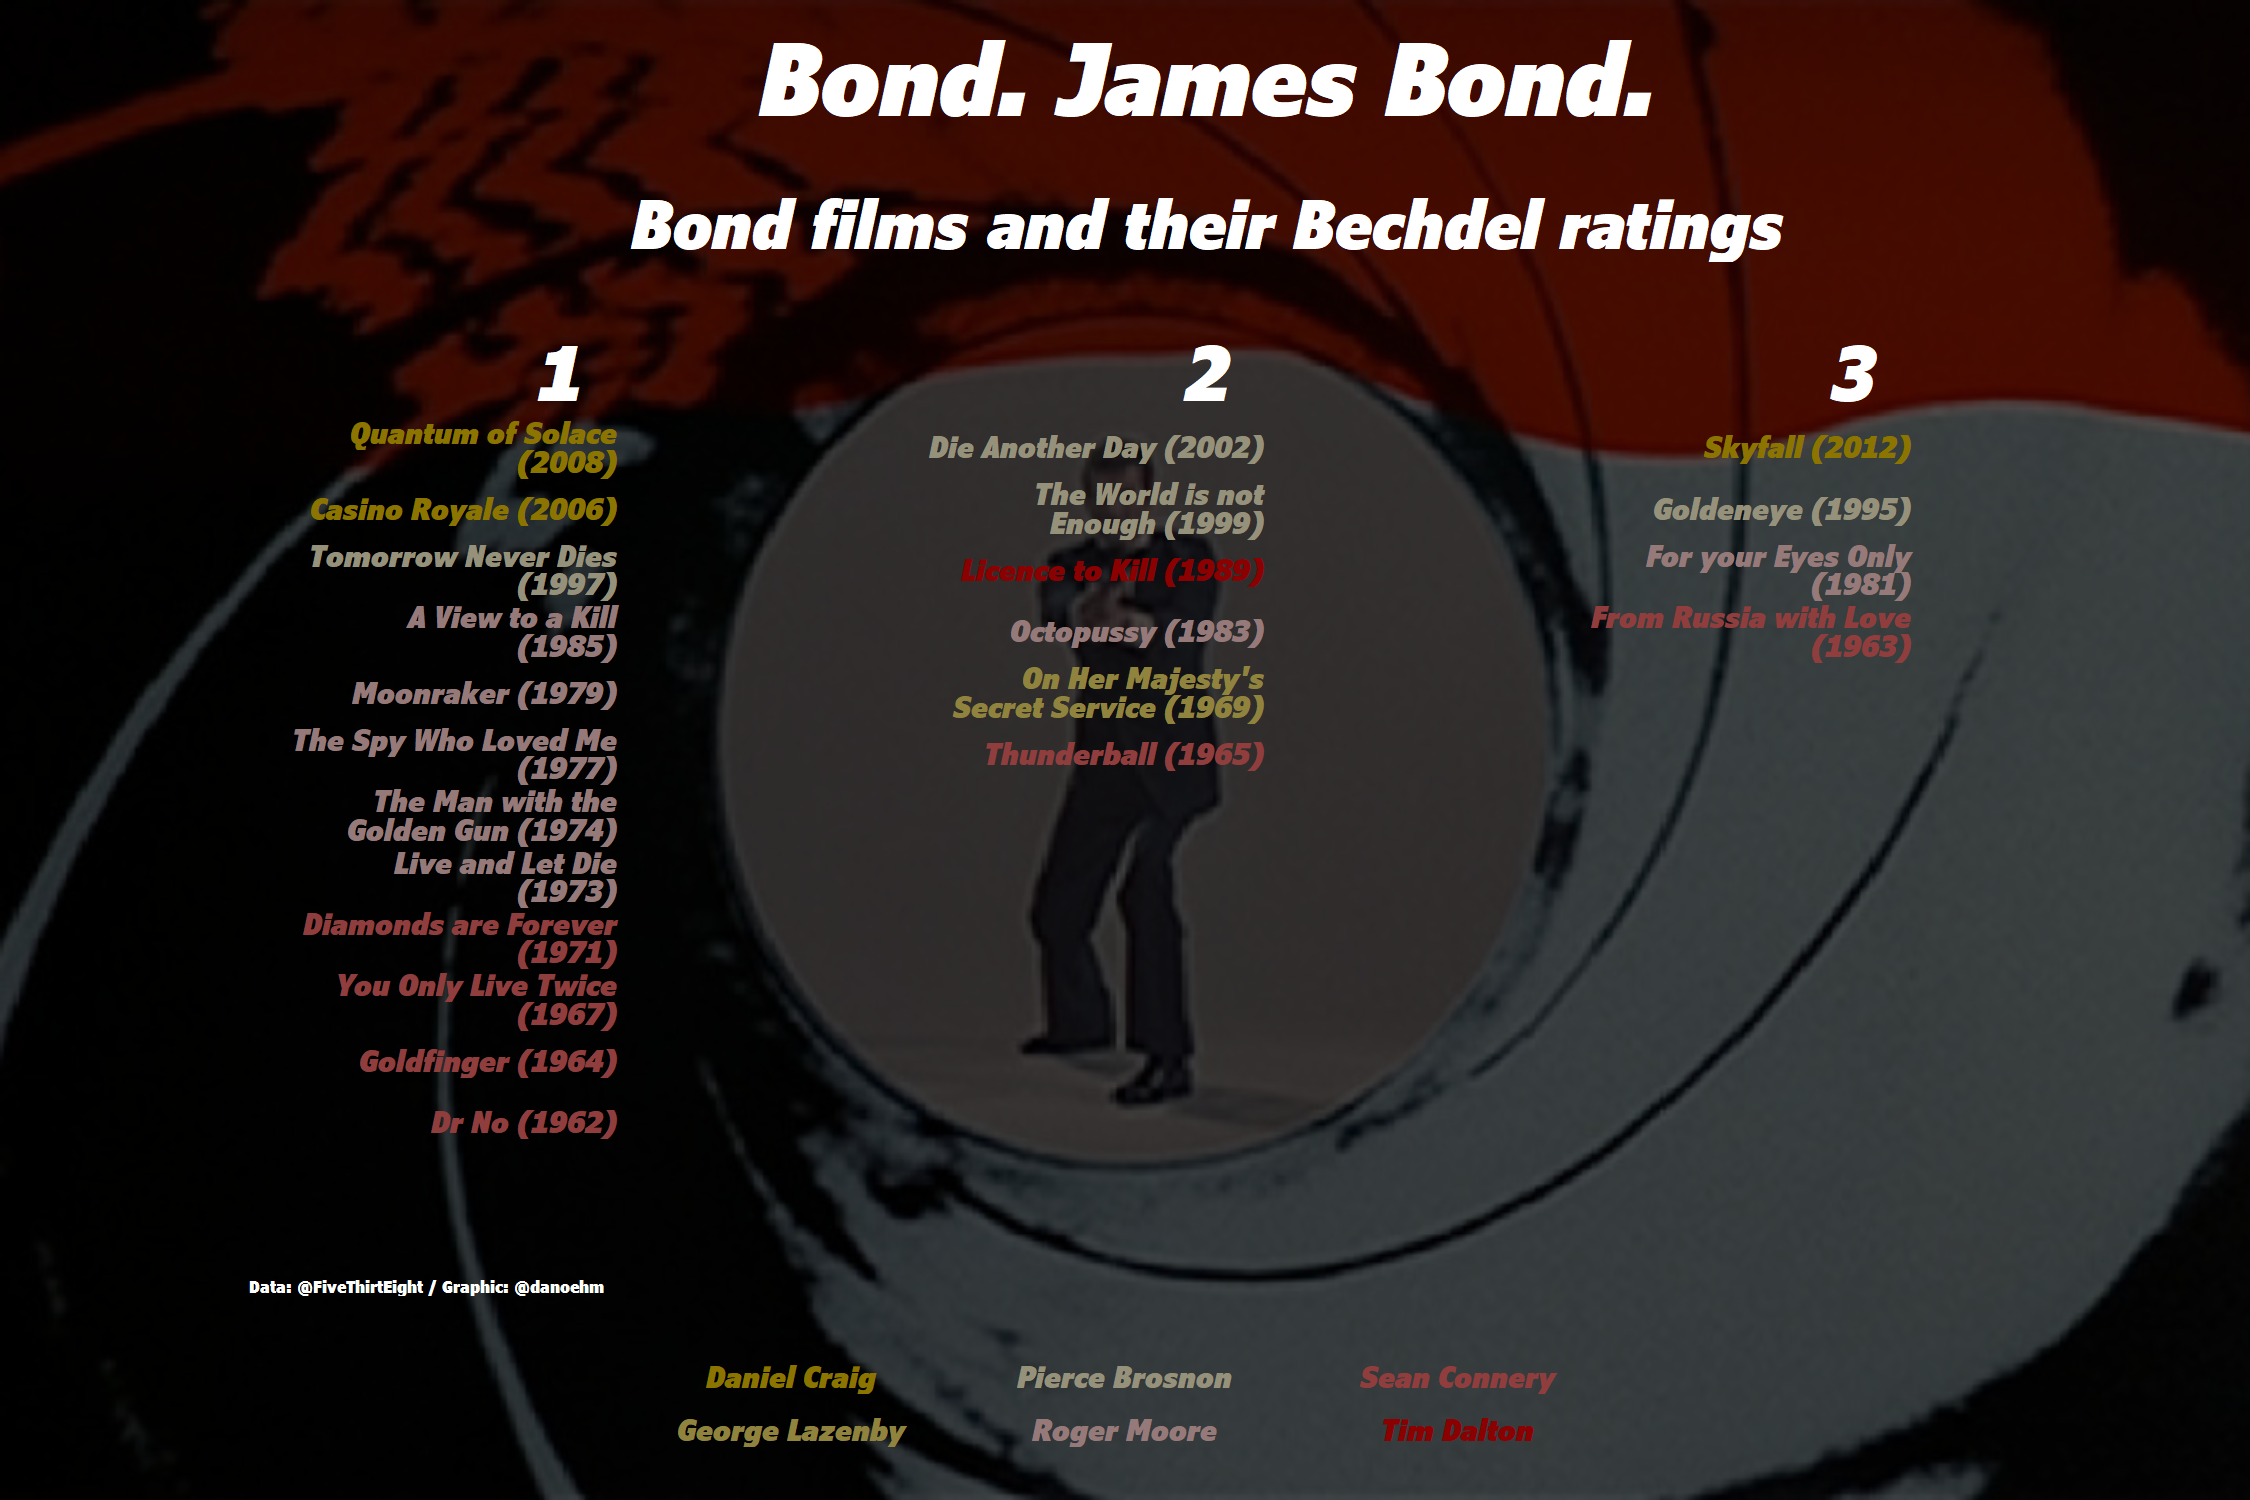 Bond. James Bond.
Bond films and their Bechdel ratings
1
Quantum of Solace
(2008)
Casino Royale (2006)
Tomorrow Never Dies
(1997)
A View to a Kill
(1985)
Moonraker (1979)
The Spy Who Loved Me
(1977)
The Man with the
Golden Gun (1974)
Live and Let Die
(1973)
Diamonds are Forever
(1971)
You Only Live Twice
(1967)
Goldfinger (1964)
Dr No (1962)
2
Die Another Day (2002)
The World is not
Enough (1999)
Licence to Kill (1989)
Octopussy (1983)
On Her Majesty's
Secret Service (1969)
Thunderball (1965)
3
Skyfall (2012)
Goldeneye (1995)
For your Eyes Only
(1981)
From Russia with Love
(1963)
Data: @FiveThirtEight / Graphic: @danoehm
Daniel Craig
Pierce Brosnon
Sean Connery
George Lazenby
Roger Moore
Tim Dalton